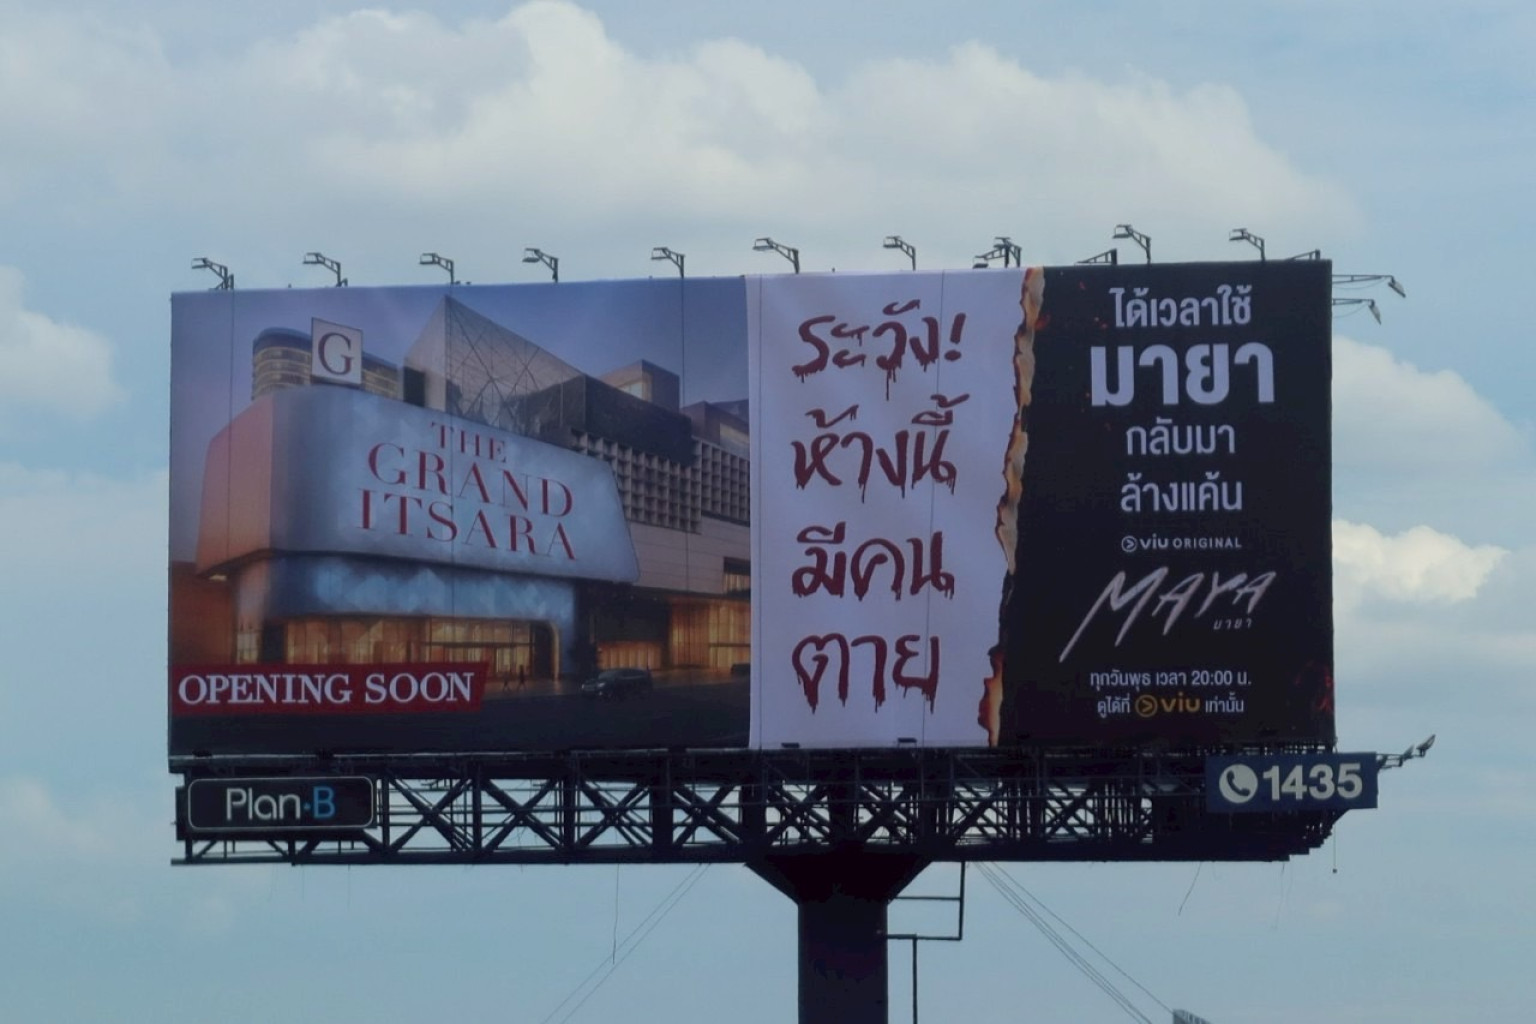 G
THE
GRAND
ITSARA
OPENING SOON
ระวัง!
ห้างนี้
มีคน
ตาย
ได้เวลาใช้
มายา
กลับมา
ล้างแค้น
viu ORIGINAL
MAYA
มายา
ทุกวันพุธ เวลา 20:00 น.
ดูได้ที่ viu เท่านั้น
Plan B
1435